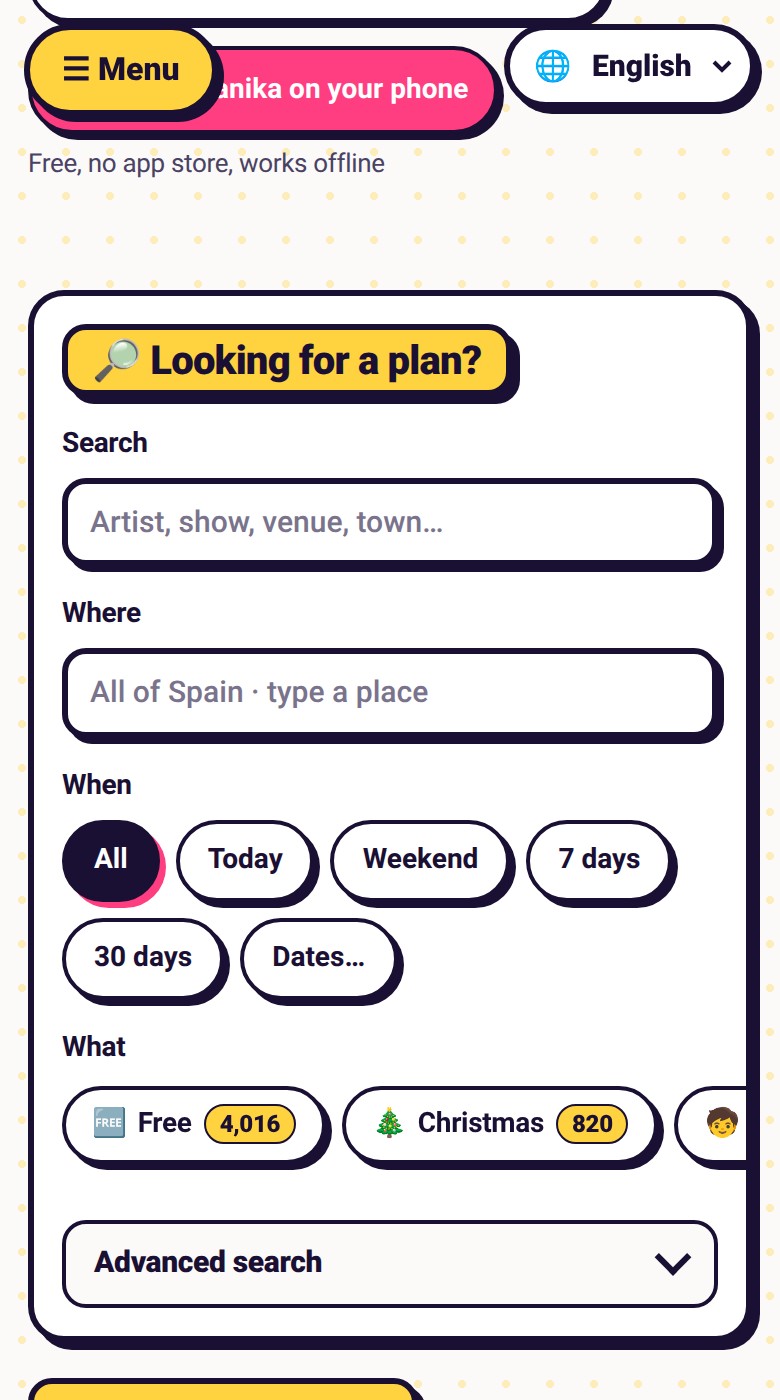 ☰ Menu
anika on your phone
English
Free, no app store, works offline
Looking for a plan?
Search
Artist, show, venue, town…
Where
All of Spain · type a place
When
All
Today
Weekend
7 days
30 days
Dates…
What
FREE Free 4,016
Christmas 820
Advanced search